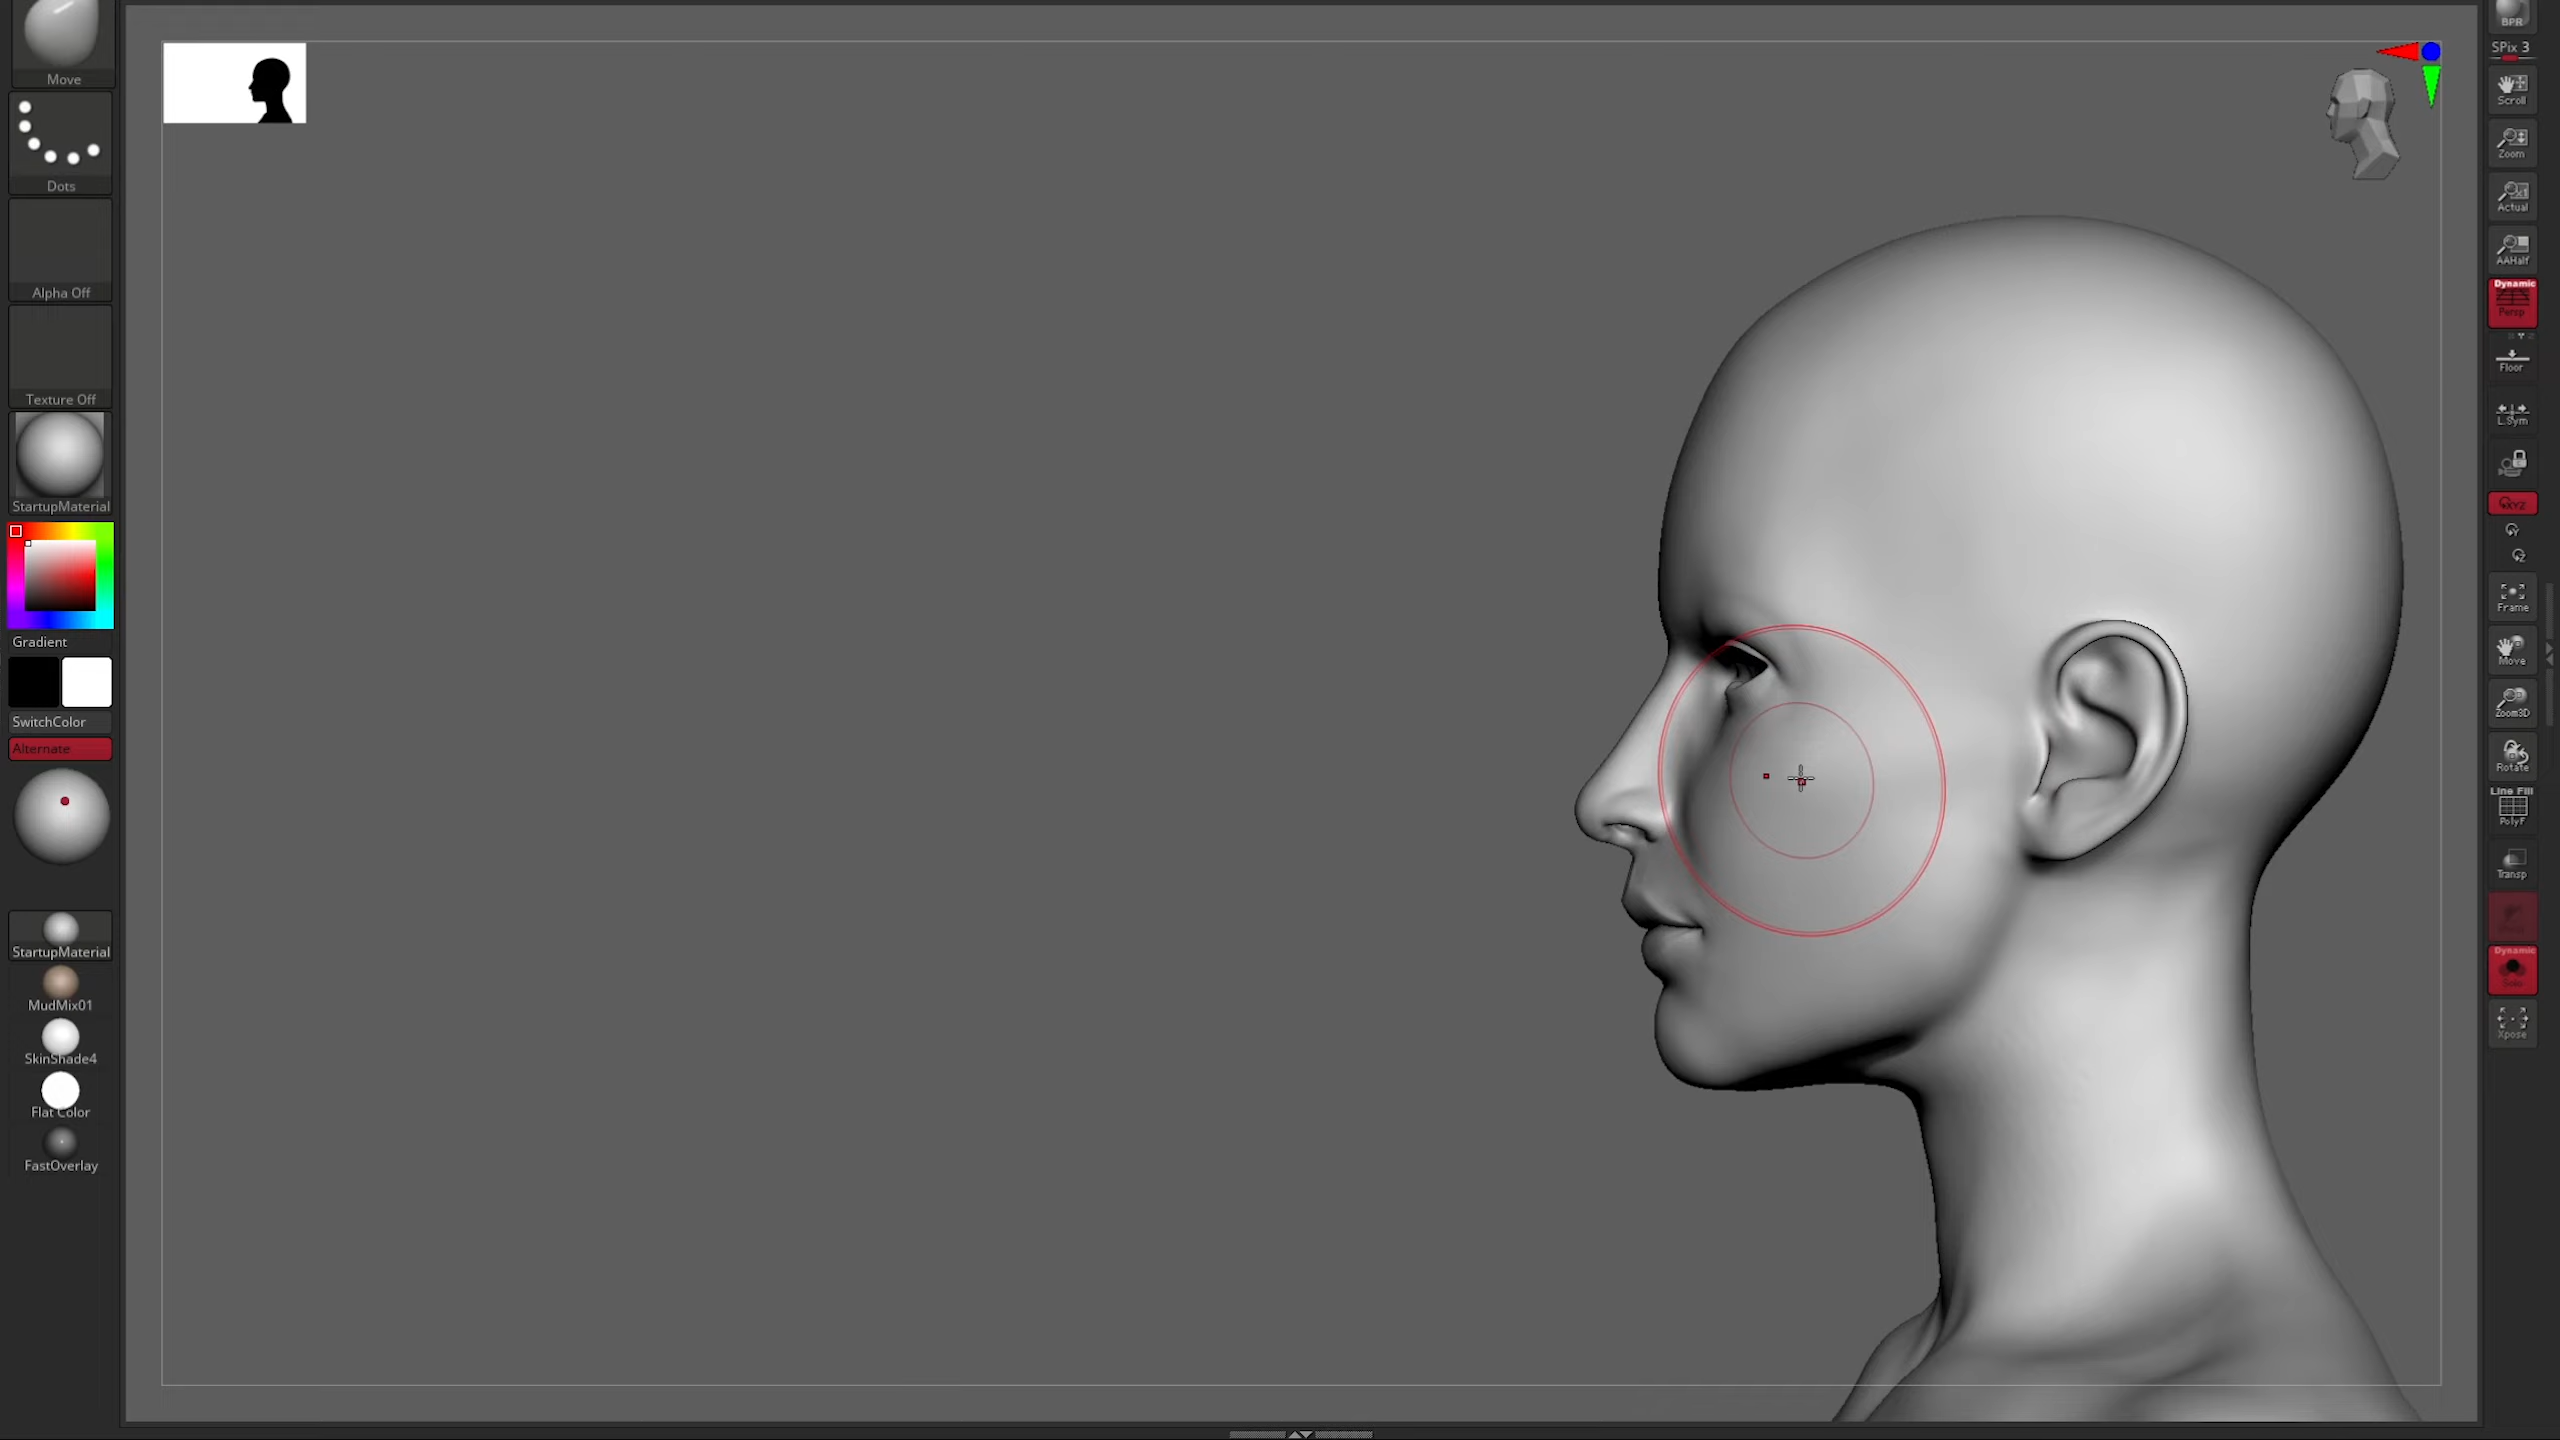 Move
Dots
Alpha Off
Texture Off
StartupMaterial
Gradient
SwitchColor
Alternate
StartupMaterial
MudMix01
SkinShade4
Flat Color
FastOverlay
BPR
SPix 3
Scroll
Zoom
Actual
AAHalf
Dynamic
Persp
Floor
L.Sym
XYZ
Y
Z
Frame
Move
Zoom3D
Rotate
Line Fill
PolyF
Transp
Dynamic
Solo
Xpose